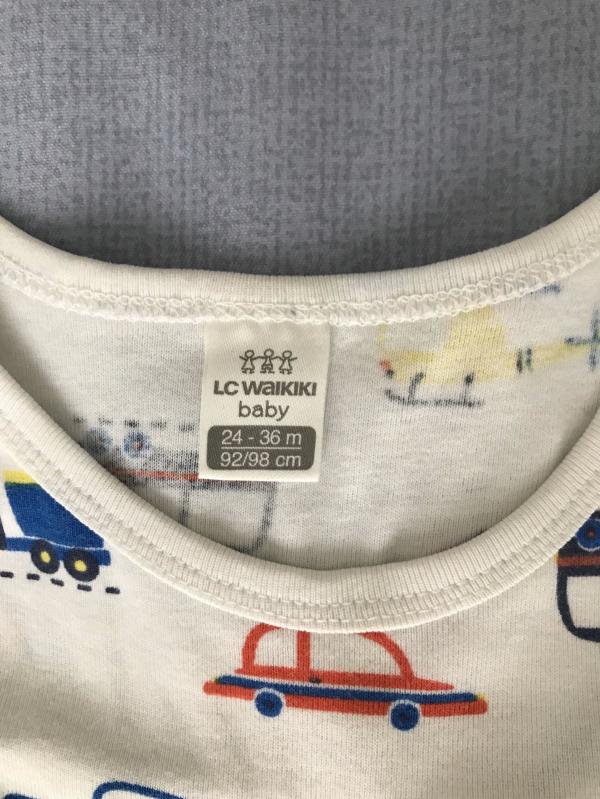 LC WAIKIKI
baby
24 - 36 m
92/98 cm